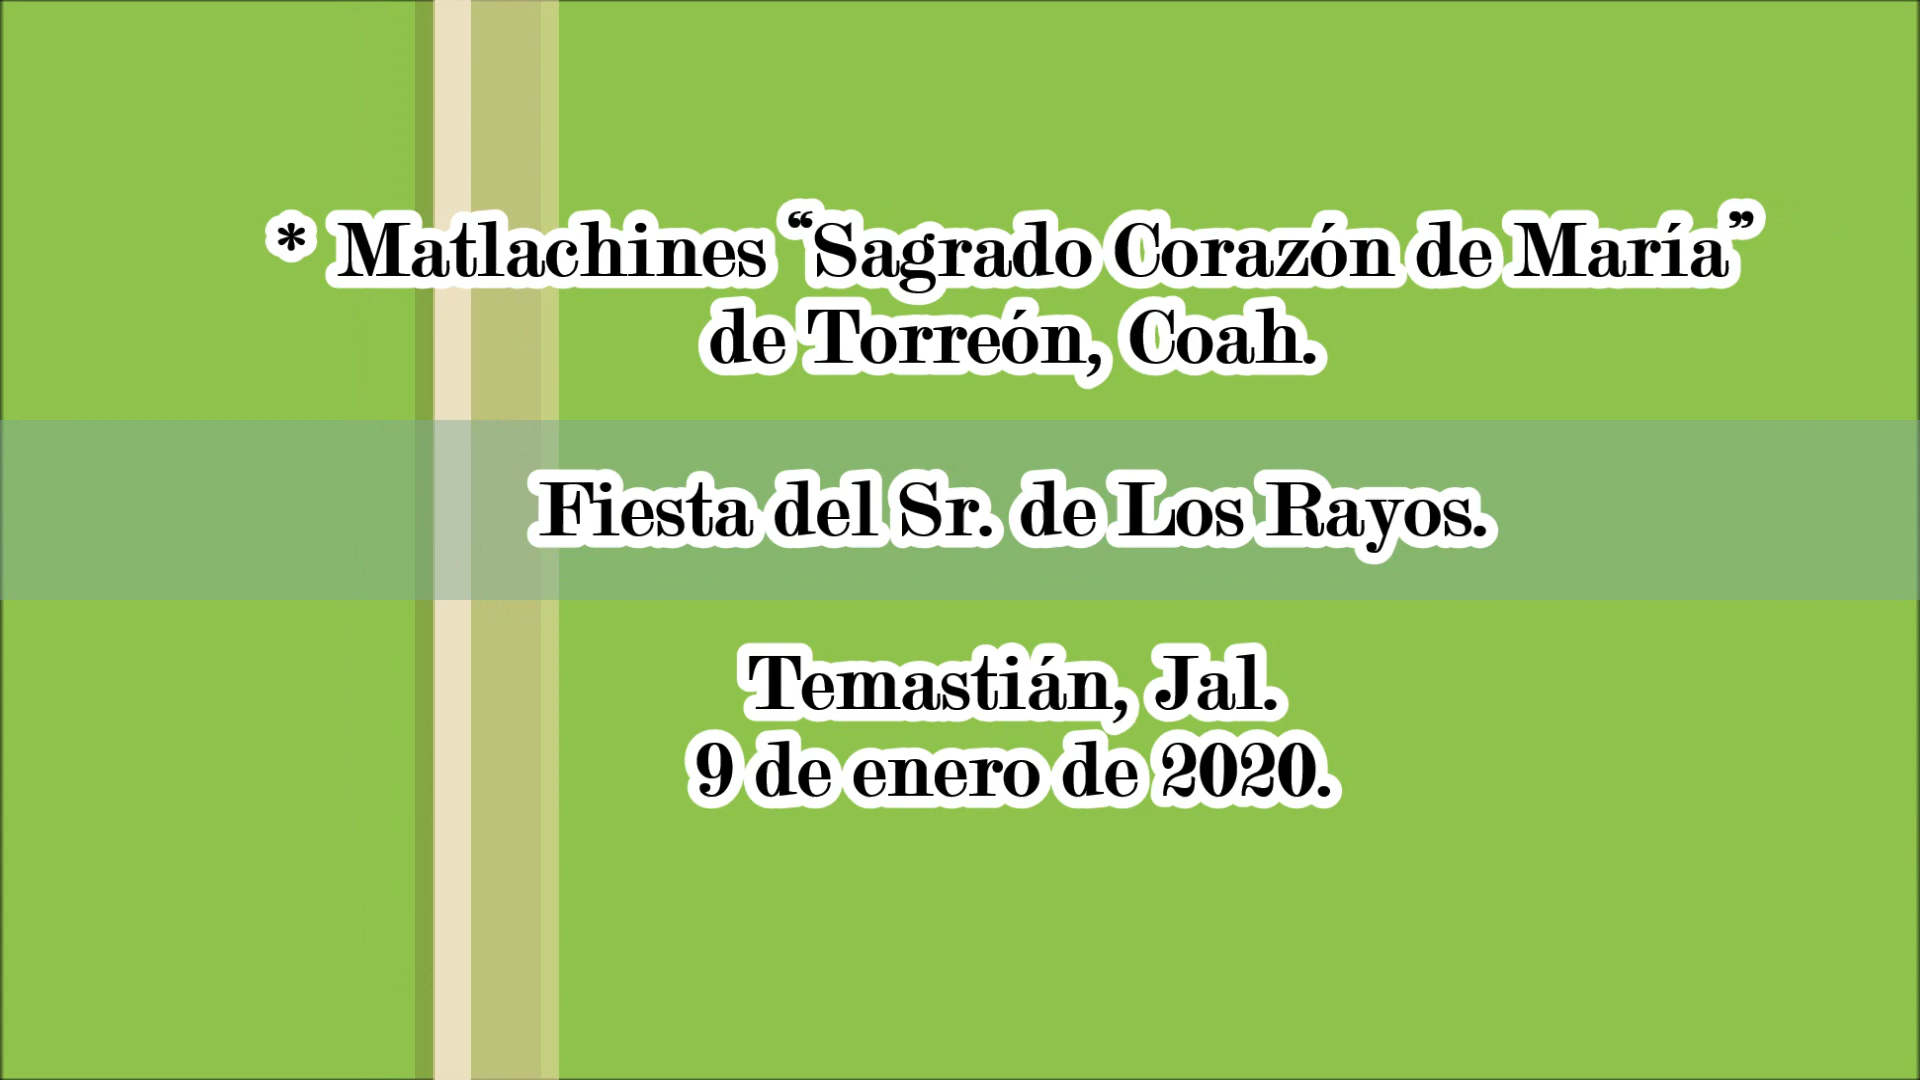 * Matlachines “Sagrado Corazón de María”
de Torreón, Coah.
Fiesta del Sr. de Los Rayos.
Temastián, Jal.
9 de enero de 2020.